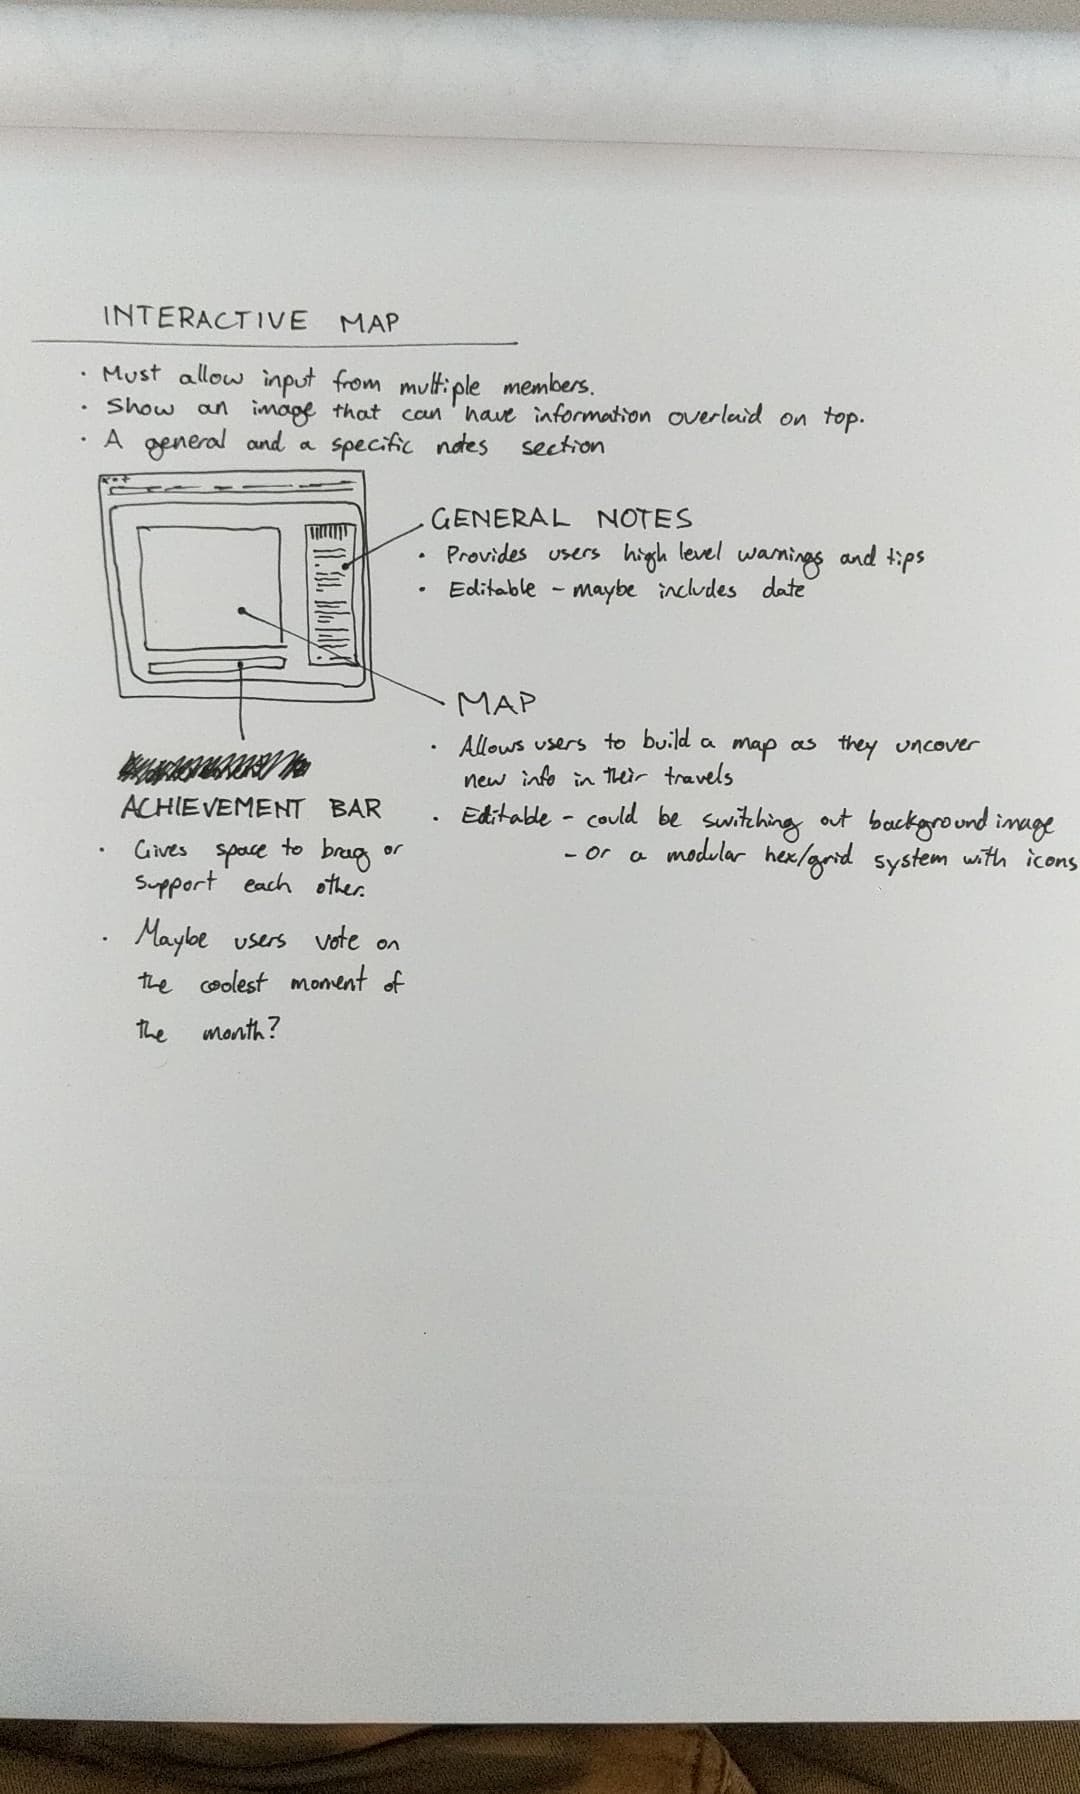 INTERACTIVE MAP
· Must allow input from multiple members.
· Show an image that can have information overlaid on top.
· A general and a specific notes section
GENERAL NOTES
· Provides users high level warnings and tips
· Editable - maybe includes date
MAP
· Allows users to build a map as they uncover
new info in their travels
· Editable - could be switching out background image
- or a modular hex/grid system with icons
ACHIEVEMENT BAR
· Gives space to brag or
support each other.
· Maybe users vote on
the coolest moment of
the month?